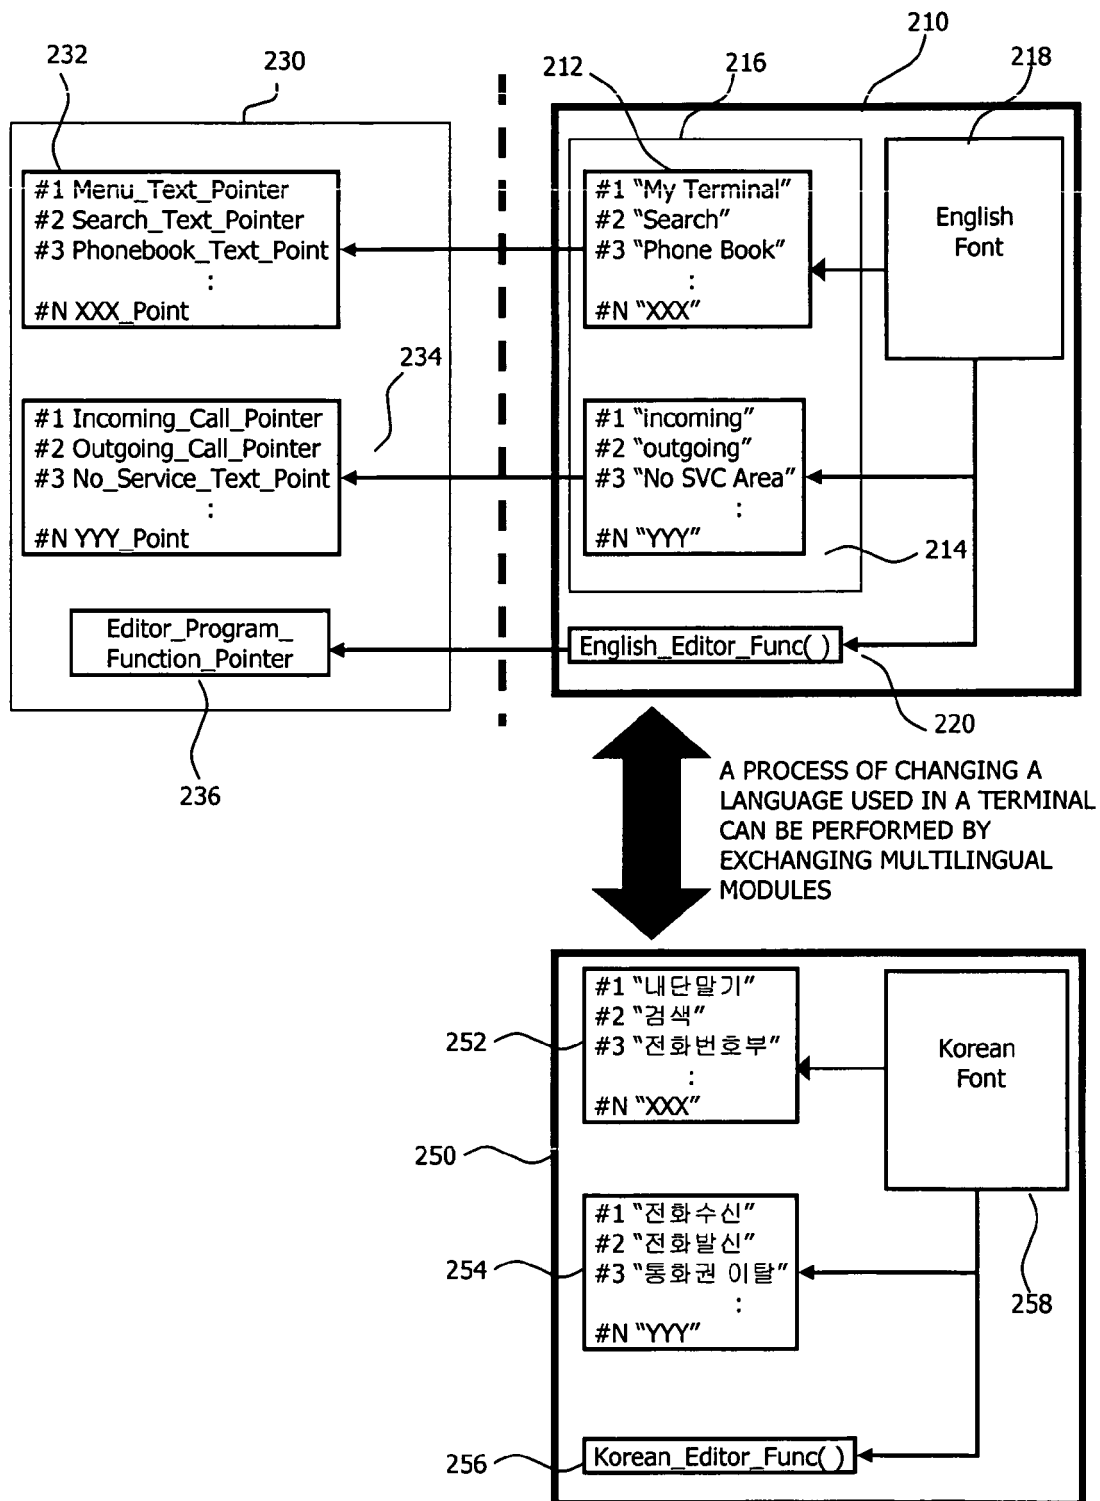 210
232
230
212
216
218
#1 Menu_Text_Pointer
#2 Search_Text_Pointer
#3 Phonebook_Text_Point
:
#N XXX_Point
#1 “My Terminal”
#2 “Search”
#3 “Phone Book”
:
#N “XXX”
English
Font
234
#1 Incoming_Call_Pointer
#2 Outgoing_Call_Pointer
#3 No_Service_Text_Point
:
#N YYY_Point
#1 “incoming”
#2 “outgoing”
#3 “No SVC Area”
:
#N “YYY”
214
Editor_Program_
Function_Pointer
English_Editor_Func( )
236
220
A PROCESS OF CHANGING A
LANGUAGE USED IN A TERMINAL
CAN BE PERFORMED BY
EXCHANGING MULTILINGUAL
MODULES
252
#1 “내단말기”
#2 “검색”
#3 “전화번호부”
:
#N “XXX”
Korean
Font
250
254
#1 “전화수신”
#2 “전화발신”
#3 “통화권 이탈”
:
#N “YYY”
258
256
Korean_Editor_Func( )